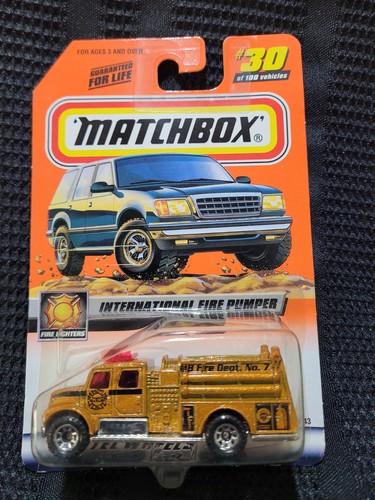 FOR AGES 3 AND OVER
GUARANTEED
FOR LIFE
#30
of 100 vehicles
MATCHBOX®
INTERNATIONAL FIRE PUMPER
FIRE FIGHTERS
MB Fire Dept. No. 7